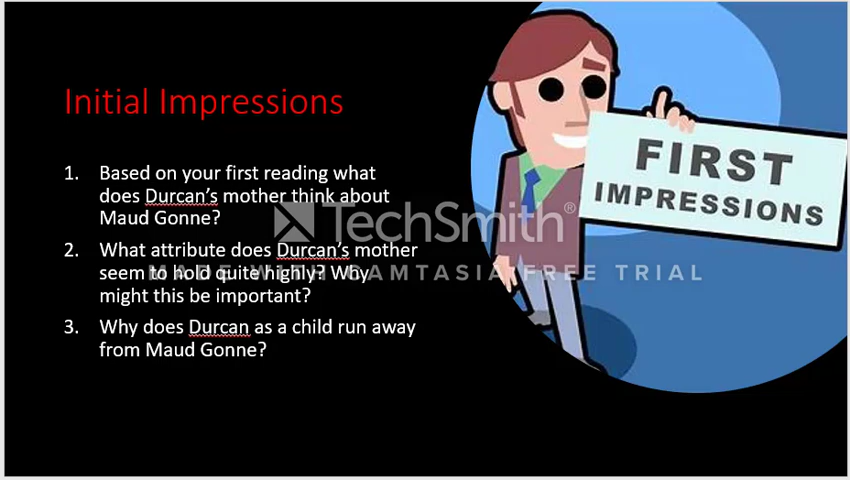 Initial Impressions
1. Based on your first reading what
does Durcan's mother think about
Maud Gonne?
2. What attribute does Durcan's mother
seem to hold quite highly? Why
might this be important?
3. Why does Durcan as a child run away
from Maud Gonne?
FIRST
IMPRESSIONS
TechSmith®
MADE WITH CAMTASIA FREE TRIAL